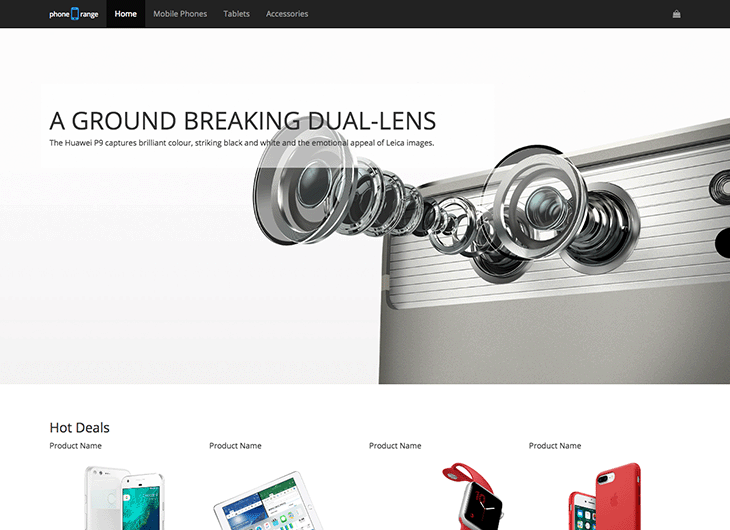 phone range
Home
Mobile Phones
Tablets
Accessories
A GROUND BREAKING DUAL-LENS
The Huawei P9 captures brilliant colour, striking black and white and the emotional appeal of Leica images.
Hot Deals
Product Name
Product Name
Product Name
Product Name